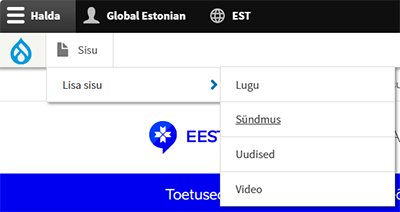 Halda Global Estonian EST
Sisu
Lisa sisu
Lugu
Sündmus
Uudised
Video
EEST
Toetused